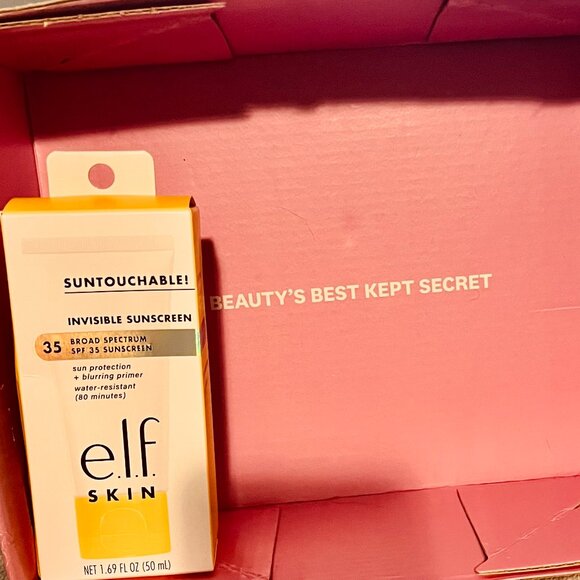 SUNTOUCHABLE!
INVISIBLE SUNSCREEN
35 BROAD SPECTRUM
SPF 35 SUNSCREEN
sun protection
+ blurring primer
water-resistant
(80 minutes)
e.l.f.
SKIN
NET 1.69 FL OZ (50 mL)
BEAUTY'S BEST KEPT SECRET